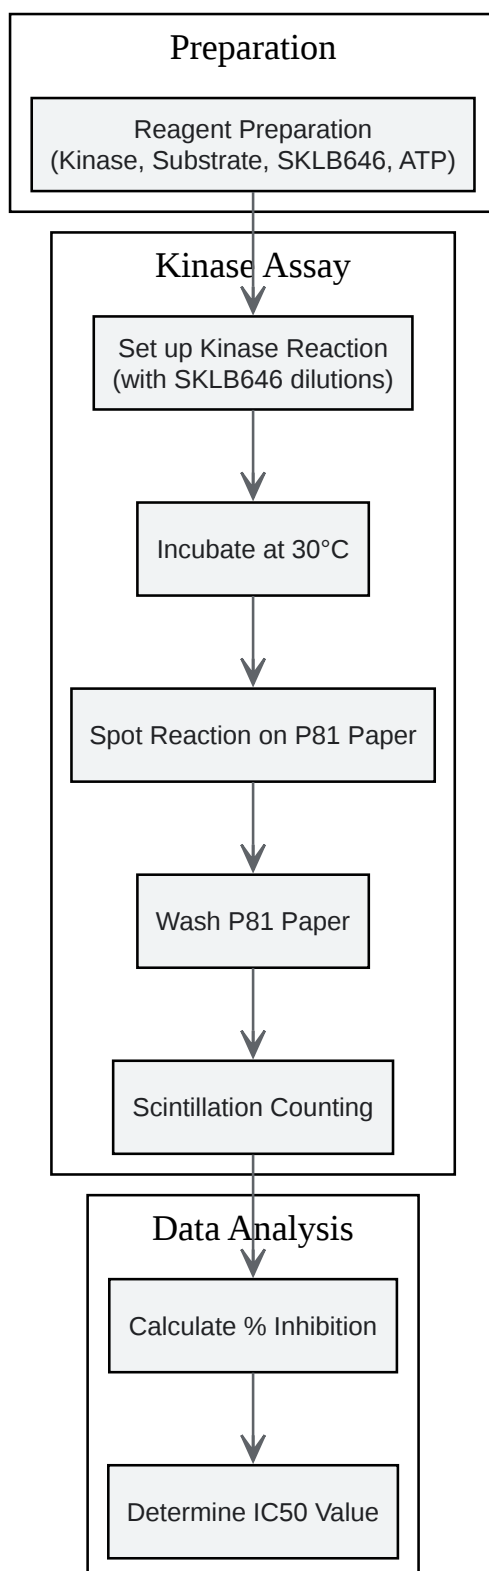 Preparation
Reagent Preparation
(Kinase, Substrate, SKLB646, ATP)
Kinase Assay
Set up Kinase Reaction
(with SKLB646 dilutions)
Incubate at 30°C
Spot Reaction on P81 Paper
Wash P81 Paper
Scintillation Counting
Data Analysis
Calculate % Inhibition
Determine IC50 Value